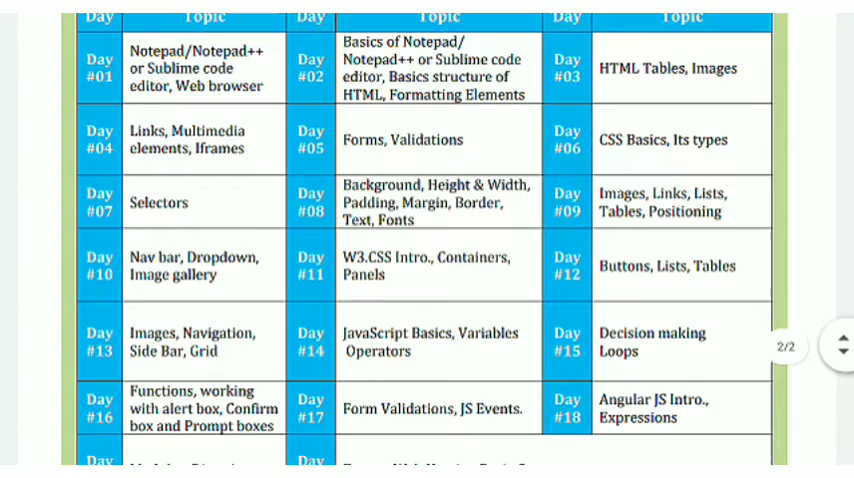 Day Topic Day Topic Day Topic
Day
#01
Notepad/Notepad++
or Sublime code
editor, Web browser
Day
#02
Basics of Notepad/
Notepad++ or Sublime code
editor, Basics structure of
HTML, Formatting Elements
Day
#03
HTML Tables, Images
Day
#04
Links, Multimedia
elements, Iframes
Day
#05
Forms, Validations
Day
#06
CSS Basics, Its types
Day
#07
Selectors
Day
#08
Background, Height & Width,
Padding, Margin, Border,
Text, Fonts
Day
#09
Images, Links, Lists,
Tables, Positioning
Day
#10
Nav bar, Dropdown,
Image gallery
Day
#11
W3.CSS Intro., Containers,
Panels
Day
#12
Buttons, Lists, Tables
Day
#13
Images, Navigation,
Side Bar, Grid
Day
#14
JavaScript Basics, Variables
Operators
Day
#15
Decision making
Loops
2/2
Day
#16
Functions, working
with alert box, Confirm
box and Prompt boxes
Day
#17
Form Validations, JS Events.
Day
#18
Angular JS Intro.,
Expressions
Day
Day